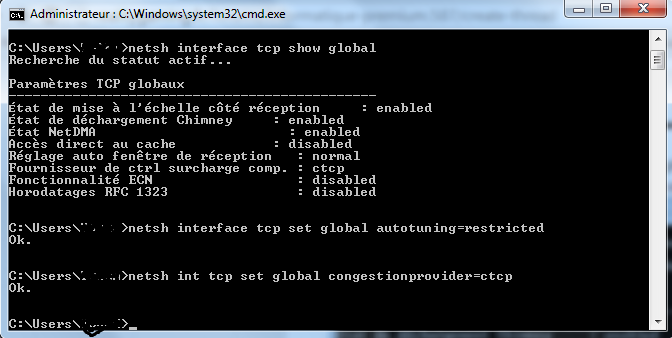 Administrateur : C:\Windows\system32\cmd.exe
C:\Users\ >netsh interface tcp show global
Recherche du statut actif...
Paramètres TCP globaux
----------------------------------------------
État de mise à l'échelle côté réception : enabled
État de déchargement Chimney : enabled
État NetDMA : enabled
Accès direct au cache : disabled
Réglage auto fenêtre de réception : normal
Fournisseur de ctrl surcharge comp. : ctcp
Fonctionnalité ECN : disabled
Horodatages RFC 1323 : disabled
C:\Users\ >netsh interface tcp set global autotuning=restricted
Ok.
C:\Users\ >netsh int tcp set global congestionprovider=ctcp
Ok.
C:\Users\ >_